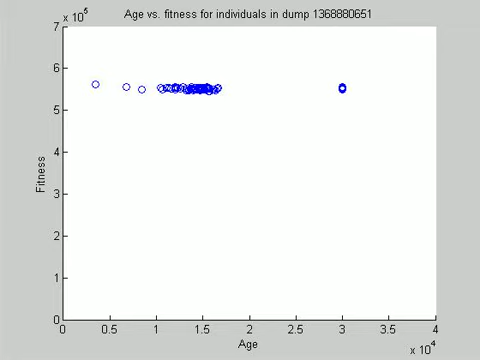 Age vs. fitness for individuals in dump 1368880651
x 10^5
7
6
5
4
3
2
1
0
Fitness
0 0.5 1 1.5 2 2.5 3 3.5 4
Age
x 10^4